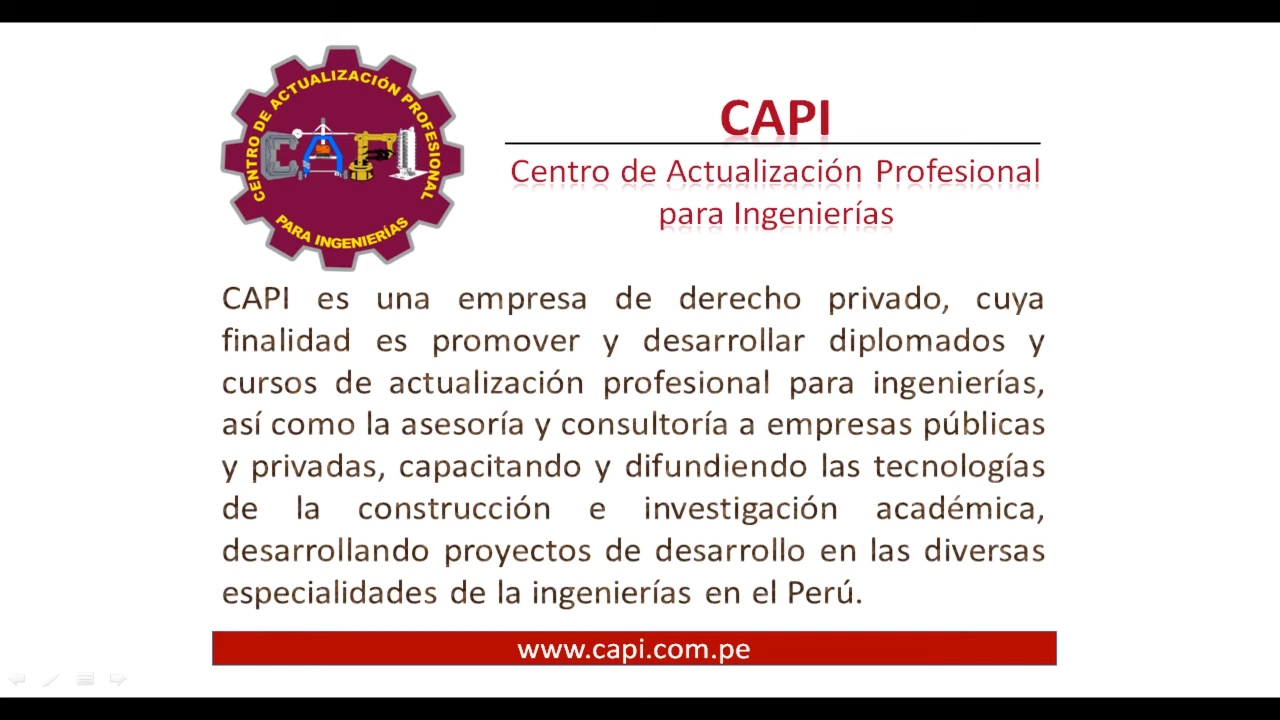 CENTRO DE ACTUALIZACIÓN PROFESIONAL
CAPI
PARA INGENIERÍAS
CAPI
Centro de Actualización Profesional
para Ingenierías
CAPI es una empresa de derecho privado, cuya
finalidad es promover y desarrollar diplomados y
cursos de actualización profesional para ingenierías,
así como la asesoría y consultoría a empresas públicas
y privadas, capacitando y difundiendo las tecnologías
de la construcción e investigación académica,
desarrollando proyectos de desarrollo en las diversas
especialidades de la ingenierías en el Perú.
www.capi.com.pe